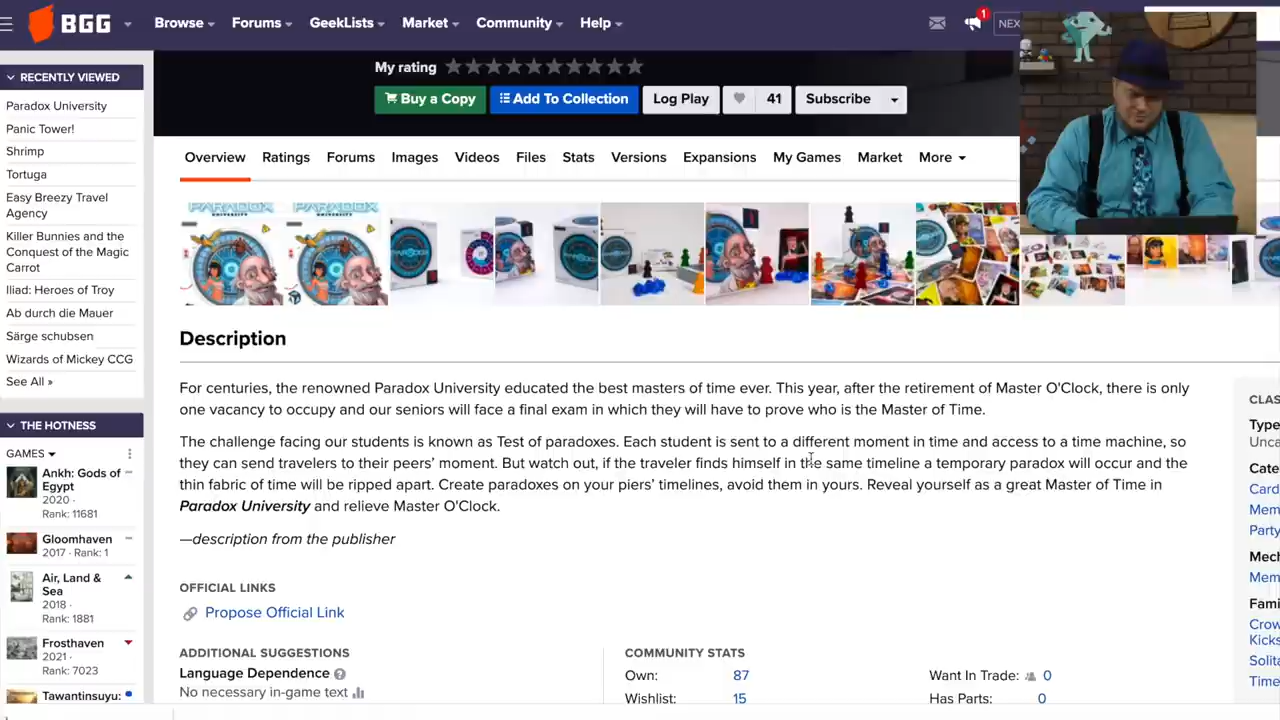 BGG
Browse
Forums
GeekLists
Market
Community
Help
1
NEX
RECENTLY VIEWED
Paradox University
Panic Tower!
Shrimp
Tortuga
Easy Breezy Travel
Agency
Killer Bunnies and the
Conquest of the Magic
Carrot
Iliad: Heroes of Troy
Ab durch die Mauer
Särge schubsen
Wizards of Mickey CCG
See All »
THE HOTNESS
GAMES
Ankh: Gods of
Egypt
2020 ·
Rank: 11681
Gloomhaven
2017 · Rank: 1
Air, Land &
Sea
2018 ·
Rank: 1881
Frosthaven
2021 ·
Rank: 7023
Tawantinsuyu:
My rating
Buy a Copy
Add To Collection
Log Play
41
Subscribe
Overview
Ratings
Forums
Images
Videos
Files
Stats
Versions
Expansions
My Games
Market
More
PARADOX
UNIVERSITY
PARADOX
UNIVERSITY
Description
For centuries, the renowned Paradox University educated the best masters of time ever. This year, after the retirement of Master O'Clock, there is only
one vacancy to occupy and our seniors will face a final exam in which they will have to prove who is the Master of Time.
The challenge facing our students is known as Test of paradoxes. Each student is sent to a different moment in time and access to a time machine, so
they can send travelers to their peers' moment. But watch out, if the traveler finds himself in the same timeline a temporary paradox will occur and the
thin fabric of time will be ripped apart. Create paradoxes on your piers' timelines, avoid them in yours. Reveal yourself as a great Master of Time in
Paradox University and relieve Master O'Clock.
—description from the publisher
OFFICIAL LINKS
Propose Official Link
ADDITIONAL SUGGESTIONS
Language Dependence
No necessary in-game text
COMMUNITY STATS
Own: 87
Wishlist: 15
Want In Trade: 0
Has Parts: 0
CLAS
Type
Unca
Cate
Card
Mem
Party
Mech
Mem
Fami
Crow
Kicks
Solita
Time